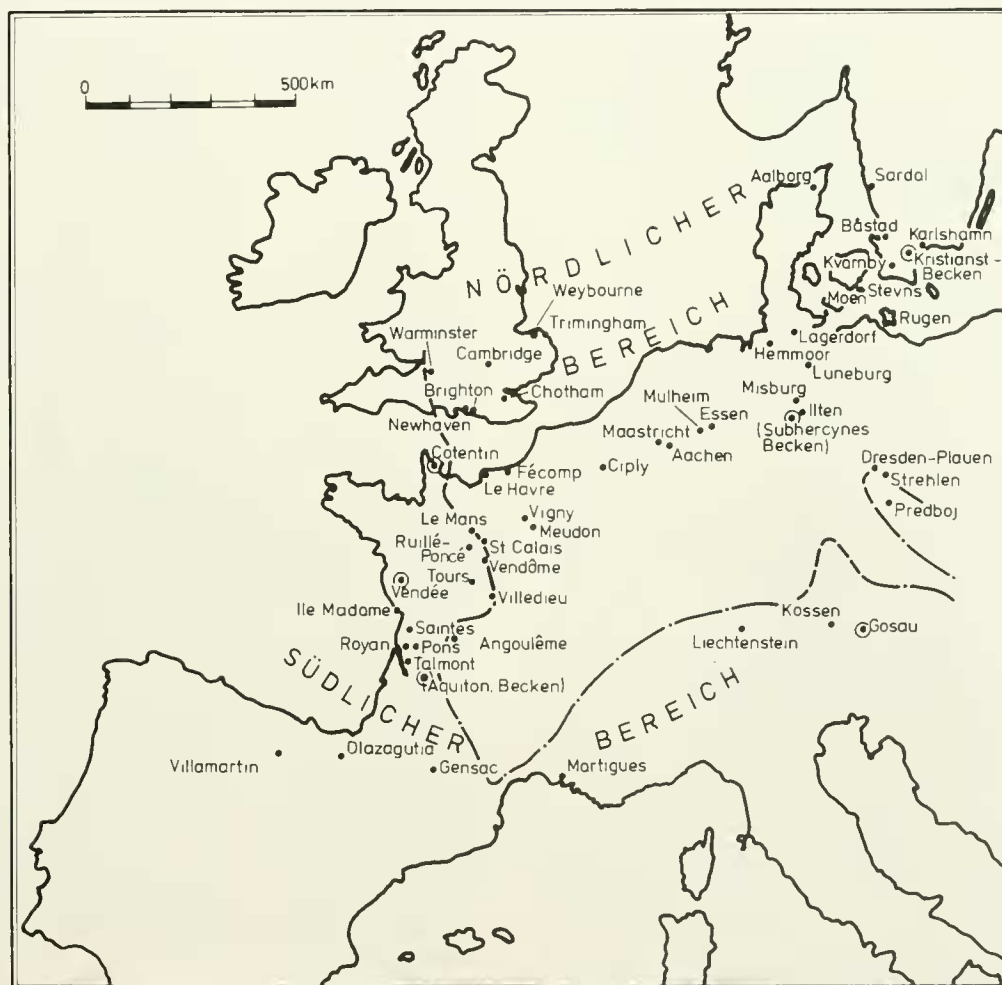 0 500 km
NÖRDLICHER
BEREICH
Aalborg
Sardal
Båstad
Karlshamn
Kvarnby
Kristianst-
Becken
Stevns
Moen
Rugen
Weybourne
Trimingham
Warminster
Cambridge
Lagerdorf
Hemmoor
Luneburg
Brighton
Chotham
Newhaven
Misburg
Mulheim
Essen
Ilten
(Subhercynes
Becken)
Maastricht
Aachen
Cotentin
Ciply
Fécomp
Le Havre
Dresden-Plauen
Strehlen
Predboj
Vigny
Meudon
Le Mans
Ruillé-
Poncé
St Calais
Vendôme
Tours
Vendée
Villedieu
Ile Madame
Saintes
Royan
Pons
Angoulême
Talmont
(Aquiton. Becken)
Kossen
Liechtenstein
Gosau
SÜDLICHER
BEREICH
Villamartin
Olazagutia
Gensac
Martigues